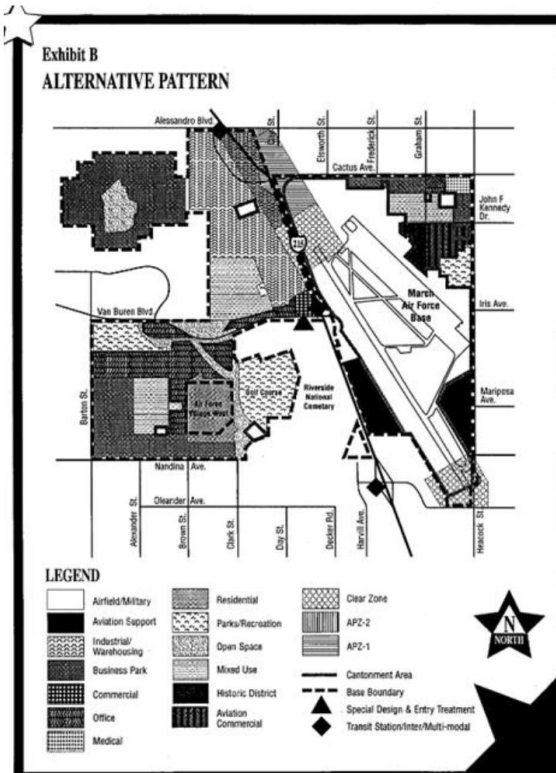 Exhibit B
ALTERNATIVE PATTERN
Alessandro Blvd.
Elsworth St.
Frederick St.
Graham St.
Cactus Ave.
John F
Kennedy
Dr.
215
March
Air Force
Base
Iris Ave.
Van Buren Blvd.
Barton St.
Air Force
Village West
Golf Course
Riverside
National
Cemetary
Mariposa
Ave.
Nandina Ave.
Oleander Ave.
Alexander St.
Brown St.
Clark St.
Day St.
Decker Rd.
Harvill Ave.
Heacock St.
LEGEND
Airfield/Military
Aviation Support
Industrial/
Warehousing
Business Park
Commercial
Office
Medical
Residential
Parks/Recreation
Open Space
Mixed Use
Historic District
Aviation
Commercial
Clear Zone
APZ-2
APZ-1
Cantonment Area
Base Boundary
Special Design & Entry Treatment
Transit Station/Inter/Multi-modal
N
NORTH